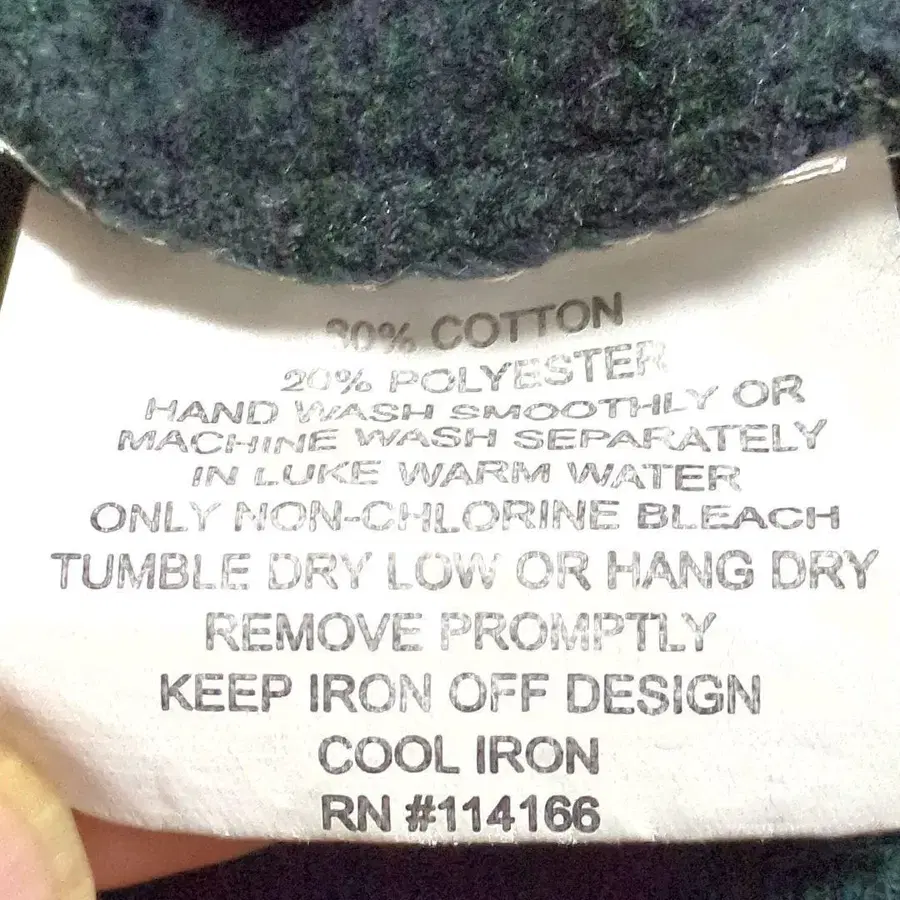 80% COTTON
20% POLYESTER
HAND WASH SMOOTHLY OR
MACHINE WASH SEPARATELY
IN LUKE WARM WATER
ONLY NON-CHLORINE BLEACH
TUMBLE DRY LOW OR HANG DRY
REMOVE PROMPTLY
KEEP IRON OFF DESIGN
COOL IRON
RN #114166